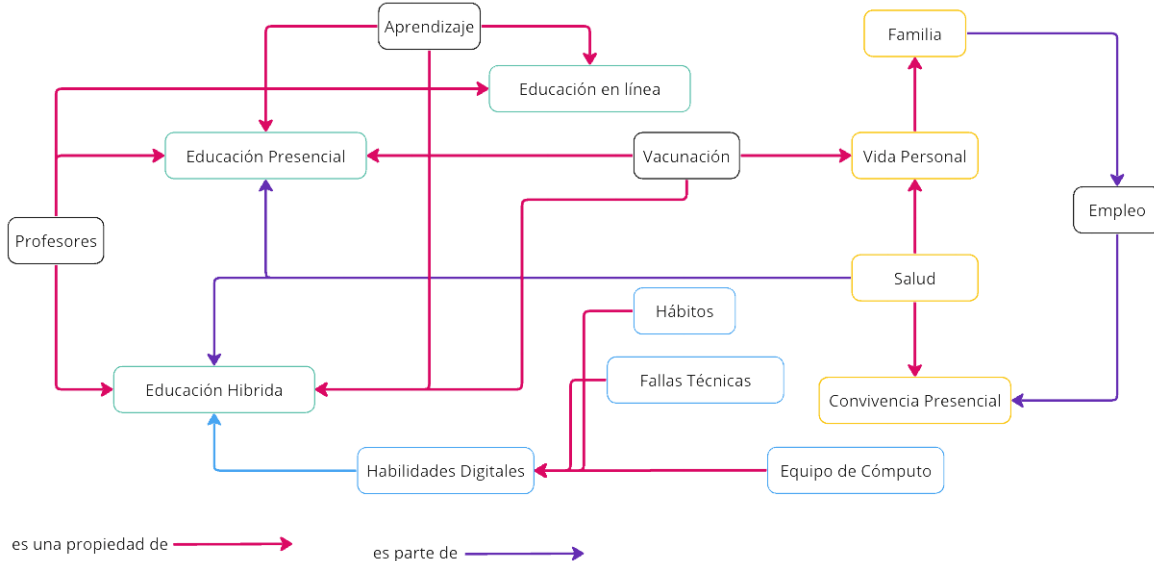 Aprendizaje
Familia
Educación en línea
Educación Presencial
Vacunación
Vida Personal
Profesores
Empleo
Salud
Hábitos
Fallas Técnicas
Educación Hibrida
Convivencia Presencial
Habilidades Digitales
Equipo de Cómputo
es una propiedad de
es parte de